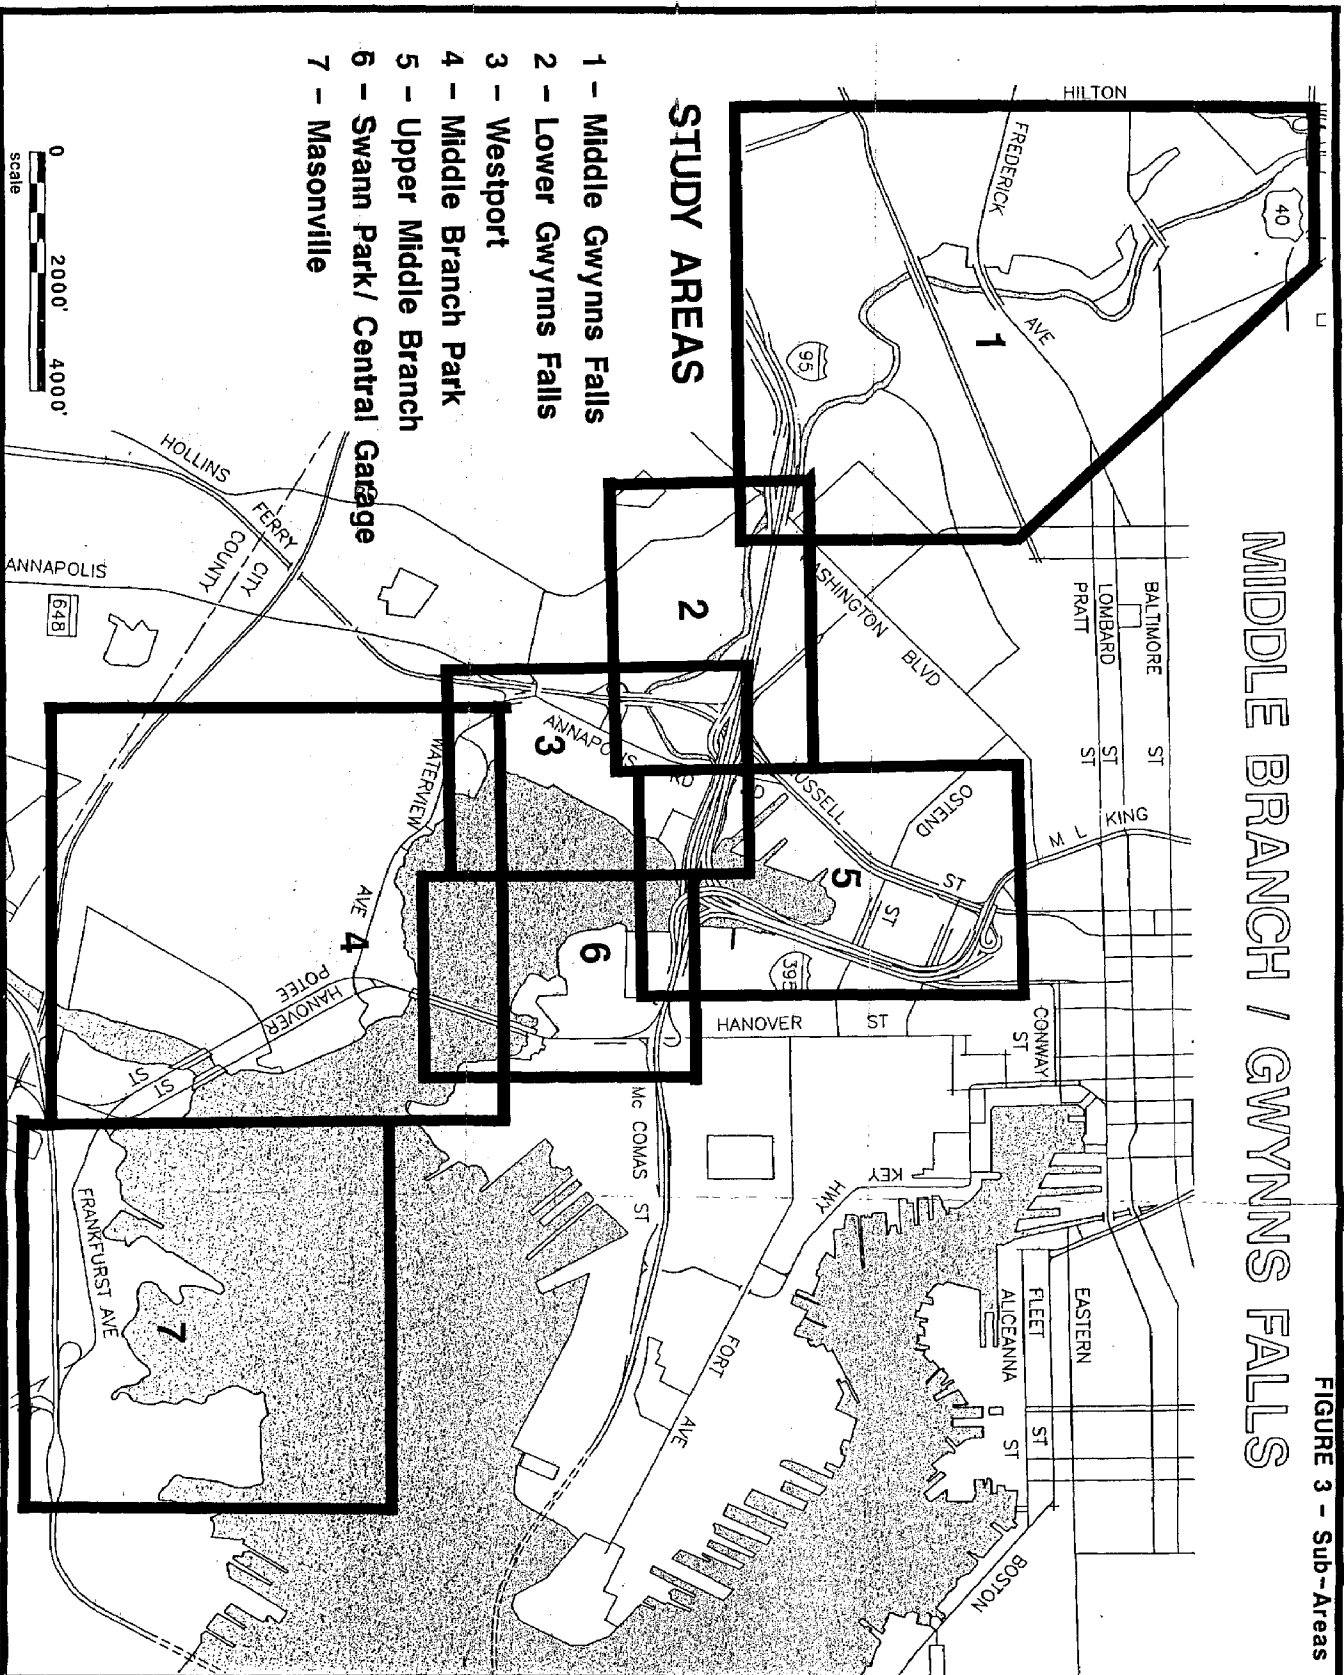 FIGURE 3 - Sub-Areas
MIDDLE BRANCH / GWYNNS FALLS
STUDY AREAS
1 - Middle Gwynns Falls
2 - Lower Gwynns Falls
3 - Westport
4 - Middle Branch Park
5 - Upper Middle Branch
6 - Swann Park/ Central Garage
7 - Masonville
0 2000' 4000'
scale
HILTON
40
FREDERICK
AVE
1
95
BALTIMORE ST
LOMBARD ST
PRATT ST
ASHINGTON BLVD
2
OSTEND
ST
M L KING
USSELL
ST
5
395
ANNAPOLIS RD
3
HOLLINS
FERRY
CITY
COUNTY
ANNAPOLIS
648
WATERVIEW
AVE
4
6
POTEE
ST
HANOVER
ST
HANOVER ST
CONWAY
ST
Mc COMAS ST
KEY
HWY
FORT
AVE
EASTERN
FLEET ST
ALICEANNA ST
BOSTON
FRANKFURST AVE
7